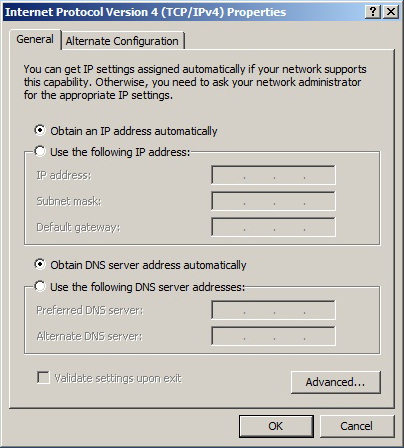 Internet Protocol Version 4 (TCP/IPv4) Properties
General
Alternate Configuration
You can get IP settings assigned automatically if your network supports
this capability. Otherwise, you need to ask your network administrator
for the appropriate IP settings.
Obtain an IP address automatically
Use the following IP address:
IP address:
Subnet mask:
Default gateway:
Obtain DNS server address automatically
Use the following DNS server addresses:
Preferred DNS server:
Alternate DNS server:
Validate settings upon exit
Advanced...
OK
Cancel